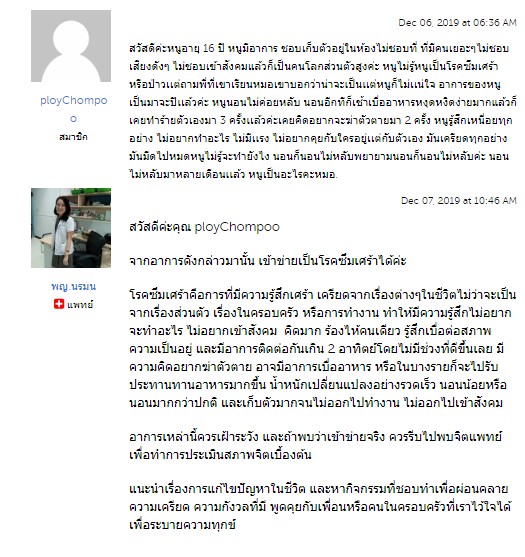 Dec 06, 2019 at 06:36 AM
ployChompo
o
สมาชิก
สวัสดีค่ะหนูอายุ 16 ปี หนูมีอาการ ชอบเก็บตัวอยู่ในห้องไม่ชอบที่ ที่มีคนเยอะๆไม่ชอบ
เสียงดังๆ ไม่ชอบเข้าสังคมแล้วก็เป็นคนโลกส่วนตัวสูงค่ะ หนูไม่รู้หนูเป็นโรคซึมเศร้า
หรือป่าวแต่ถามพี่ที่เขาเรียนหมอเขาบอกว่าน่าจะเป็นแต่หนูก็ไม่แน่ใจ อาการของหนู
เป็นมาจะปีแล้วค่ะ หนูนอนไม่ค่อยหลับ นอนอีกทีก็เช้าเบื่ออาหารหงุดหงิดง่ายมากแล้วก็
เคยทำร้ายตัวเองมา 3 ครั้งแล้วค่ะเคยคิดอยากจะฆ่าตัวตายมา 2 ครั้ง หนูรู้สึกเหนื่อยทุก
อย่าง ไม่อยากทำอะไร ไม่มีแรง ไม่อยากคุยกับใครอยู่แต่กับตัวเอง มันเครียดทุกอย่าง
มันมืดไปหมดหนูไม่รู้จะทำยังไง นอนก็นอนไม่หลับพยายามนอนก็นอนไม่หลับค่ะ นอน
ไม่หลับมาหลายเดือนแล้ว หนูเป็นอะไรคะหมอ.
Dec 07, 2019 at 10:46 AM
พญ.นรมน
แพทย์
สวัสดีค่ะคุณ ployChompoo
จากอาการดังกล่าวมานั้น เข้าข่ายเป็นโรคซึมเศร้าได้ค่ะ
โรคซึมเศร้าคือการที่มีความรู้สึกเศร้า เครียดจากเรื่องต่างๆในชีวิตไม่ว่าจะเป็น
จากเรื่องส่วนตัว เรื่องในครอบครัว หรือการทำงาน ทำให้มีความรู้สึกไม่อยาก
จะทำอะไร ไม่อยากเข้าสังคม คิดมาก ร้องไห้คนเดียว รู้สึกเบื่อต่อสภาพ
ความเป็นอยู่ และมีอาการติดต่อกันเกิน 2 อาทิตย์โดยไม่มีช่วงที่ดีขึ้นเลย มี
ความคิดอยากฆ่าตัวตาย อาจมีอาการเบื่ออาหาร หรือในบางรายก็จะไปรับ
ประทานทานอาหารมากขึ้น น้ำหนักเปลี่ยนแปลงอย่างรวดเร็ว นอนน้อยหรือ
นอนมากกว่าปกติ และเก็บตัวมากจนไม่ออกไปทำงาน ไม่ออกไปเข้าสังคม
อาการเหล่านี้ควรเฝ้าระวัง และถ้าพบว่าเข้าข่ายจริง ควรรีบไปพบจิตแพทย์
เพื่อทำการประเมินสภาพจิตเบื้องต้น
แนะนำเรื่องการแก้ไขปัญหาในชีวิต และหากิจกรรมที่ชอบทำเพื่อผ่อนคลาย
ความเครียด ความกังวลที่มี พูดคุยกับเพื่อนหรือคนในครอบครัวที่เราไว้ใจได้
เพื่อระบายความทุกข์